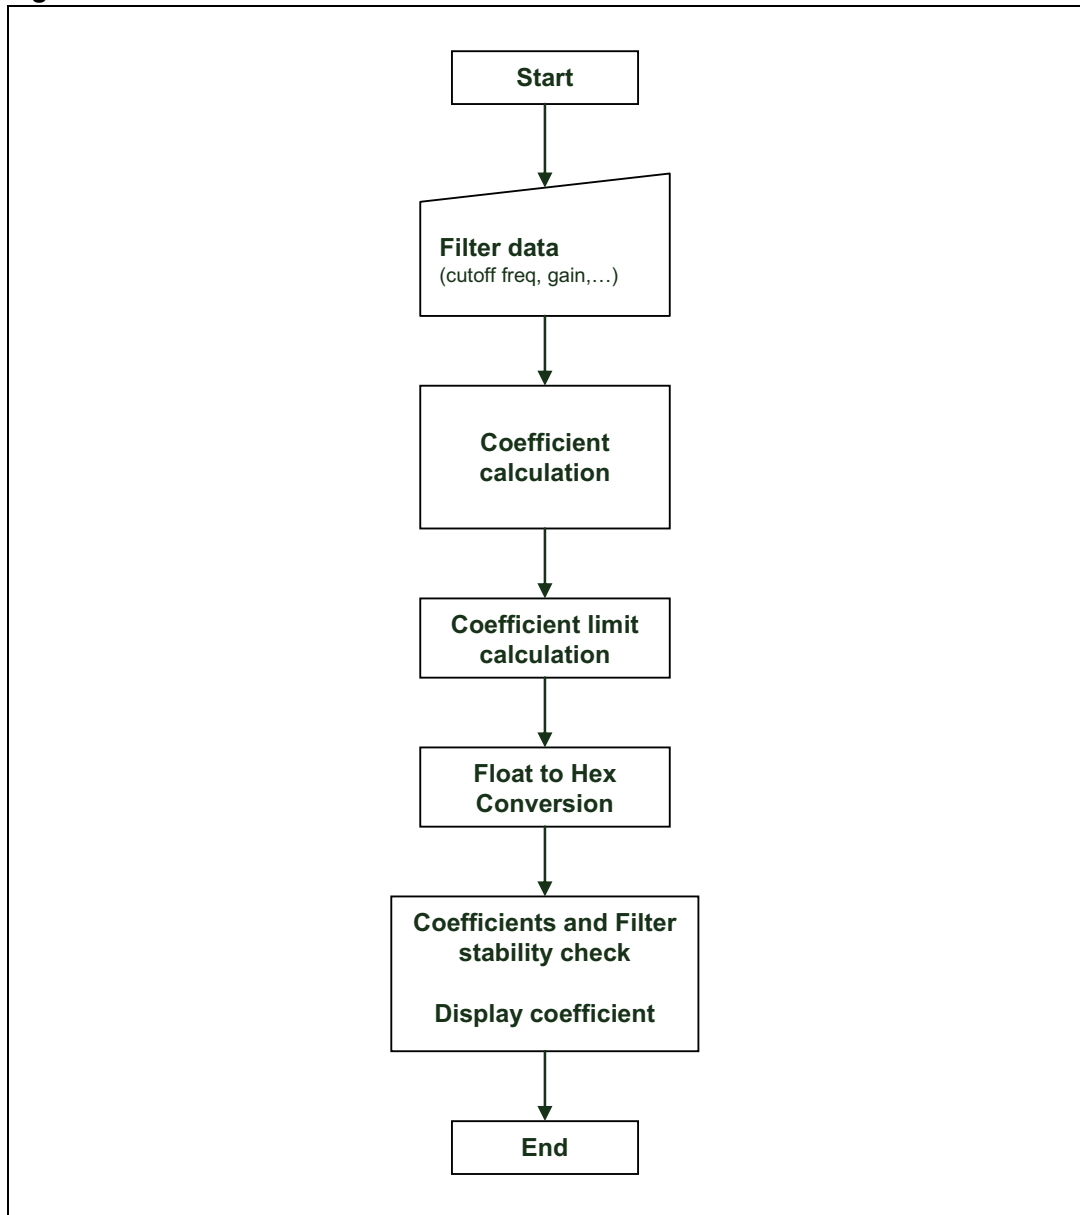 Start
Filter data
(cutoff freq, gain,…)
Coefficient
calculation
Coefficient limit
calculation
Float to Hex
Conversion
Coefficients and Filter
stability check
Display coefficient
End